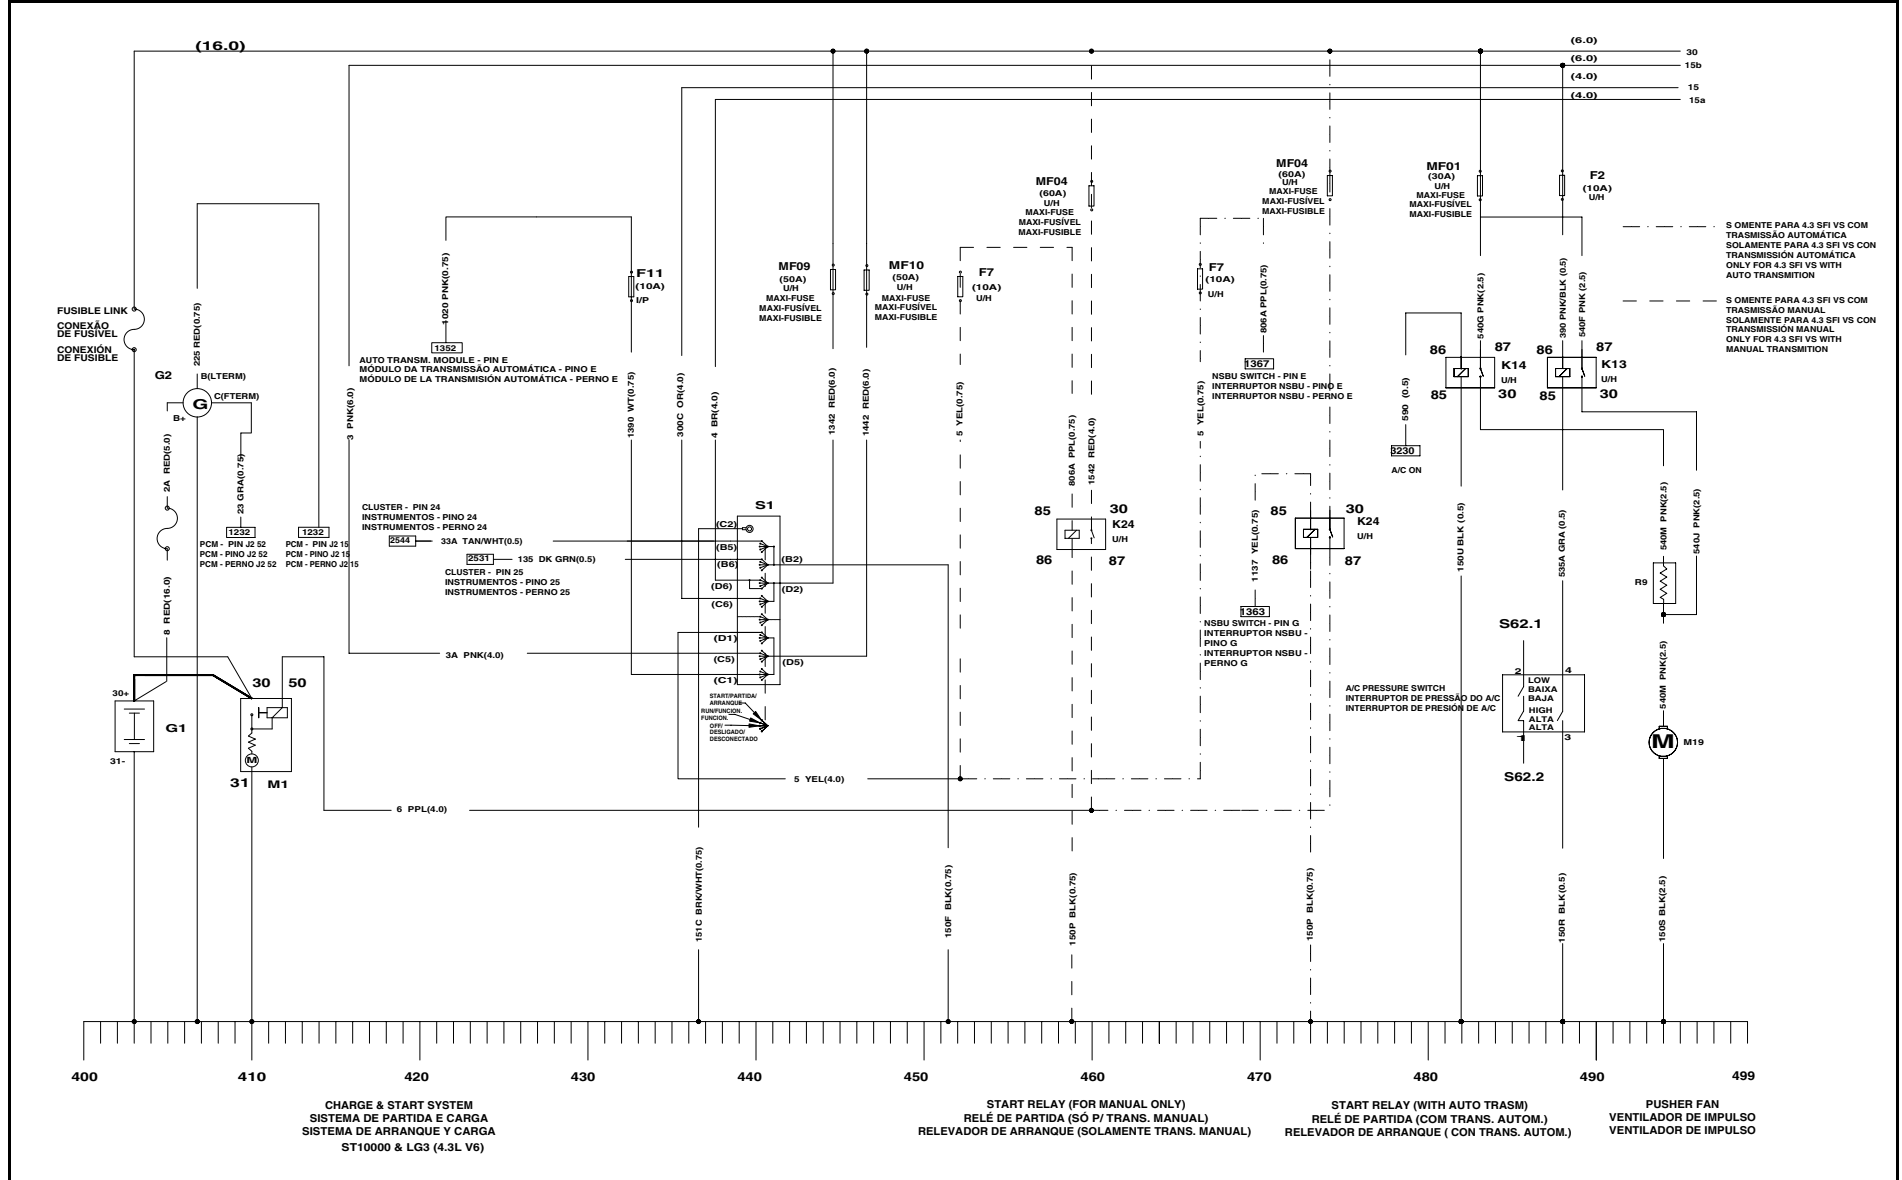 (16.0)
(6.0)
30
(6.0)
15b
(4.0)
15
(4.0)
15a
FUSIBLE LINK
CONEXÃO
DE FUSÍVEL
CONEXIÓN
DE FUSIBLE
G2
225 RED(0.75)
B(LTERM)
G
C(FTERM)
B+
2A RED(5.0)
23 GRA(0.75)
8 RED(16.0)
1232
PCM - PIN J2 52
PCM - PINO J2 52
PCM - PERNO J2 52
1232
PCM - PIN J2 15
PCM - PINO J2 15
PCM - PERNO J2 15
30+
G1
31-
30
50
M
31
M1
3 PNK(6.0)
1020 PNK(0.75)
1352
AUTO TRANSM. MODULE - PIN E
MÓDULO DA TRANSMISSÃO AUTOMÁTICA - PINO E
MÓDULO DE LA TRANSMISIÓN AUTOMÁTICA - PERNO E
F11
(10A)
I/P
1390 WT(0.75)
300C OR(4.0)
4 BR(4.0)
CLUSTER - PIN 24
INSTRUMENTOS - PINO 24
INSTRUMENTOS - PERNO 24
2544
33A TAN/WHT(0.5)
2531
135 DK GRN(0.5)
CLUSTER - PIN 25
INSTRUMENTOS - PINO 25
INSTRUMENTOS - PERNO 25
3A PNK(4.0)
S1
(C2)
(B5)
(B6)
(D6)
(C6)
(D1)
(C5)
(C1)
(B2)
(D2)
(D5)
START/PARTIDA/
ARRANQUE
RUN/FUNCION.
FUNCION.
OFF/
DESLIGADO/
DESCONECTADO
MF09
(50A)
U/H
MAXI-FUSE
MAXI-FUSÍVEL
MAXI-FUSIBLE
1342 RED(6.0)
MF10
(50A)
U/H
MAXI-FUSE
MAXI-FUSÍVEL
MAXI-FUSIBLE
1442 RED(6.0)
5 YEL(4.0)
6 PPL(4.0)
151C BRK/WHT(0.75)
150F BLK(0.75)
F7
(10A)
U/H
5 YEL(0.75)
MF04
(60A)
U/H
MAXI-FUSE
MAXI-FUSÍVEL
MAXI-FUSIBLE
806A PPL(0.75)
1542 RED(4.0)
85
30
K24
U/H
86
87
150P BLK(0.75)
F7
(10A)
U/H
5 YEL(0.75)
806A PPL(0.75)
1367
NSBU SWITCH - PIN E
INTERRUPTOR NSBU - PINO E
INTERRUPTOR NSBU - PERNO E
MF04
(60A)
U/H
MAXI-FUSE
MAXI-FUSÍVEL
MAXI-FUSIBLE
1137 YEL(0.75)
1363
NSBU SWITCH - PIN G
INTERRUPTOR NSBU -
PINO G
INTERRUPTOR NSBU -
PERNO G
85
30
K24
U/H
86
87
150P BLK(0.75)
MF01
(30A)
U/H
MAXI-FUSE
MAXI-FUSÍVEL
MAXI-FUSIBLE
F2
(10A)
U/H
540G PNK(2.5)
390 PNK/BLK (0.5)
540F PNK (2.5)
590 (0.5)
3230
A/C ON
86
87
K14
U/H
85
30
86
87
K13
U/H
85
30
150U BLK (0.5)
535A GRA (0.5)
540M PNK(2.5)
540J PNK(2.5)
R9
S62.1
2
4
A/C PRESSURE SWITCH
INTERRUPTOR DE PRESSÃO DO A/C
INTERRUPTOR DE PRESIÓN DE A/C
LOW
BAIXA
BAJA
HIGH
ALTA
ALTA
1
3
S62.2
540M PNK(2.5)
M
M19
150R BLK(0.5)
150S BLK(2.5)
S OMENTE PARA 4.3 SFI VS COM
TRASMISSÃO AUTOMÁTICA
SOLAMENTE PARA 4.3 SFI VS CON
TRANSMISSIÓN AUTOMÁTICA
ONLY FOR 4.3 SFI VS WITH
AUTO TRANSMITION
S OMENTE PARA 4.3 SFI VS COM
TRASMISSÃO MANUAL
SOLAMENTE PARA 4.3 SFI VS CON
TRANSMISSIÓN MANUAL
ONLY FOR 4.3 SFI VS WITH
MANUAL TRANSMITION
400
410
420
430
440
450
460
470
480
490
499
CHARGE & START SYSTEM
SISTEMA DE PARTIDA E CARGA
SISTEMA DE ARRANQUE Y CARGA
ST10000 & LG3 (4.3L V6)
START RELAY (FOR MANUAL ONLY)
RELÉ DE PARTIDA (SÓ P/ TRANS. MANUAL)
RELEVADOR DE ARRANQUE (SOLAMENTE TRANS. MANUAL)
START RELAY (WITH AUTO TRASM)
RELÉ DE PARTIDA (COM TRANS. AUTOM.)
RELEVADOR DE ARRANQUE ( CON TRANS. AUTOM.)
PUSHER FAN
VENTILADOR DE IMPULSO
VENTILADOR DE IMPULSO